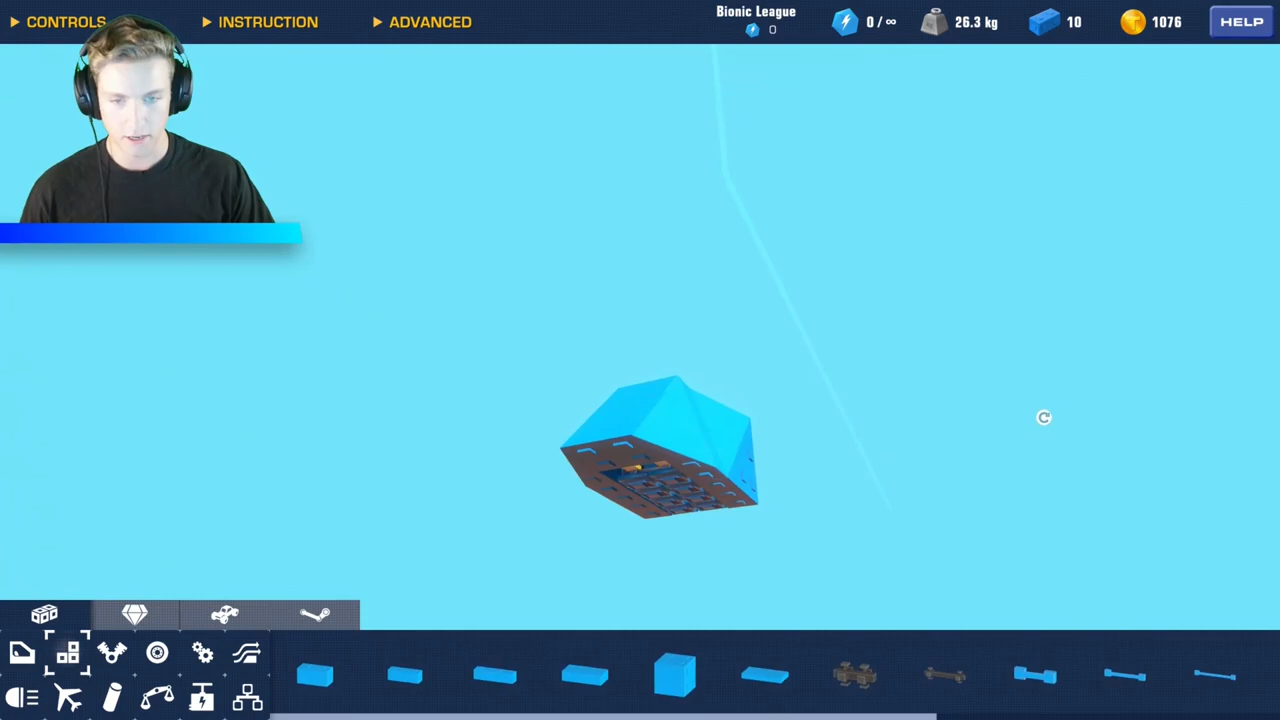 CONTROLS
INSTRUCTION
ADVANCED
Bionic League
0
0 / ∞
26.3 kg
10
1076
HELP